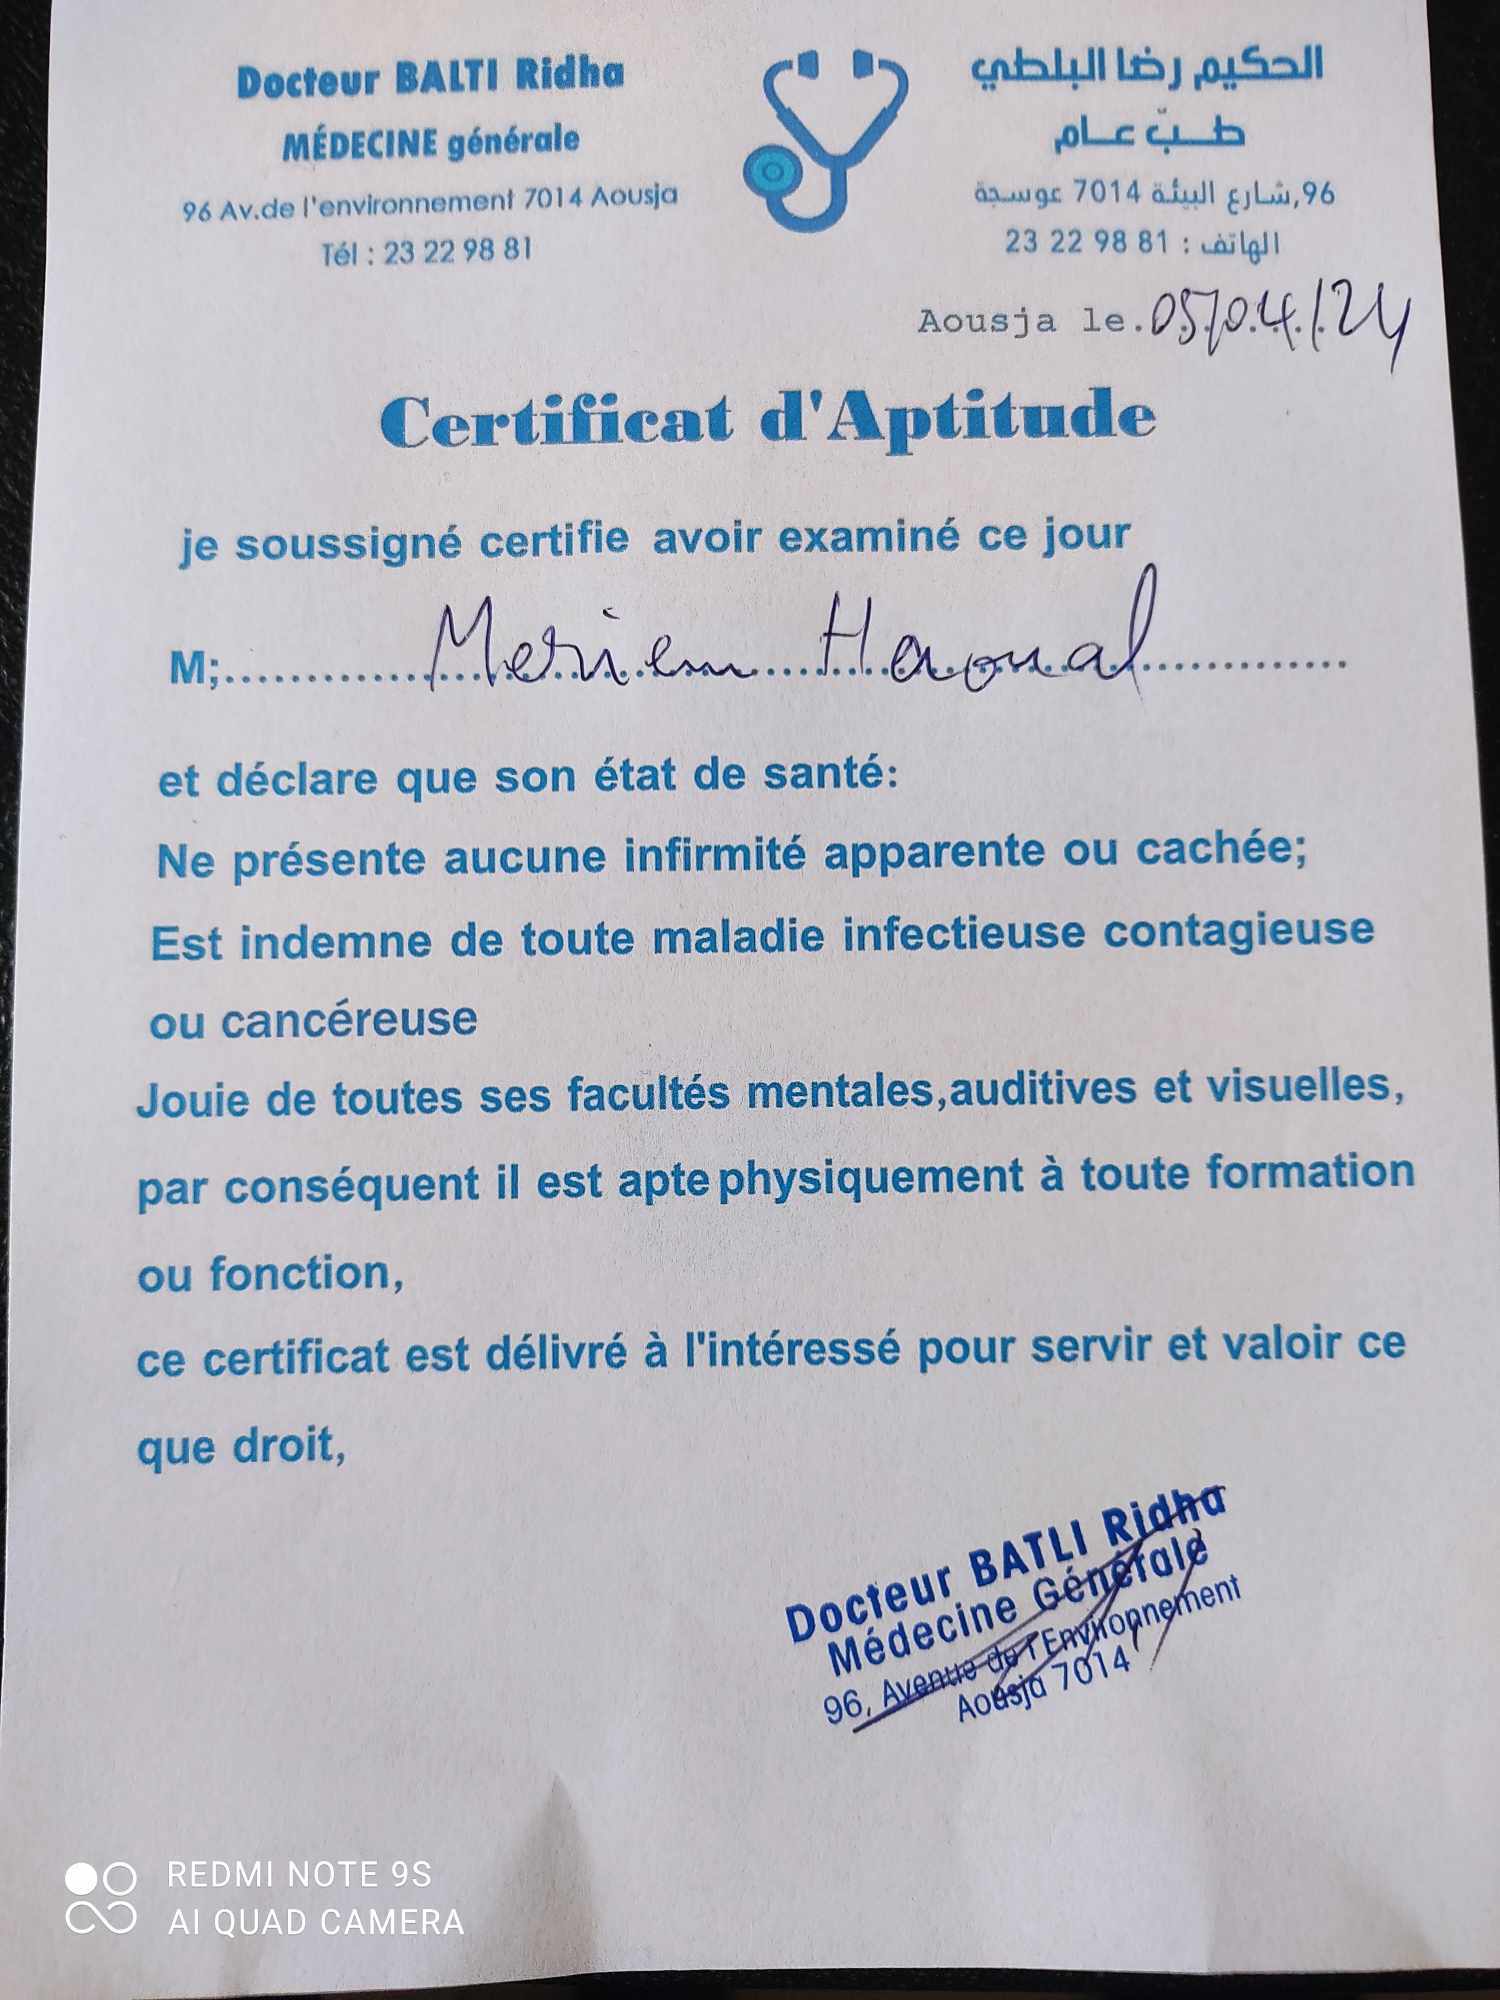 Docteur BALTI Ridha
MÉDECINE générale
96 Av.de l'environnement 7014 Aousja
Tél : 23 22 98 81
الحكيم رضا البلطي
طبّ عام
96,شارع البيئة 7014 عوسجة
الهاتف : 81 98 22 23
Aousja le.05/04/24
Certificat d'Aptitude
je soussigné certifie avoir examiné ce jour
M;.............Meriem Haoual.............
et déclare que son état de santé:
Ne présente aucune infirmité apparente ou cachée;
Est indemne de toute maladie infectieuse contagieuse
ou cancéreuse
Jouie de toutes ses facultés mentales,auditives et visuelles,
par conséquent il est apte physiquement à toute formation
ou fonction,
ce certificat est délivré à l'intéressé pour servir et valoir ce
que droit,
Docteur BATLI Ridha
Médecine Générale
96, Avenue de l'Environnement
Aousja 7014
REDMI NOTE 9S
AI QUAD CAMERA